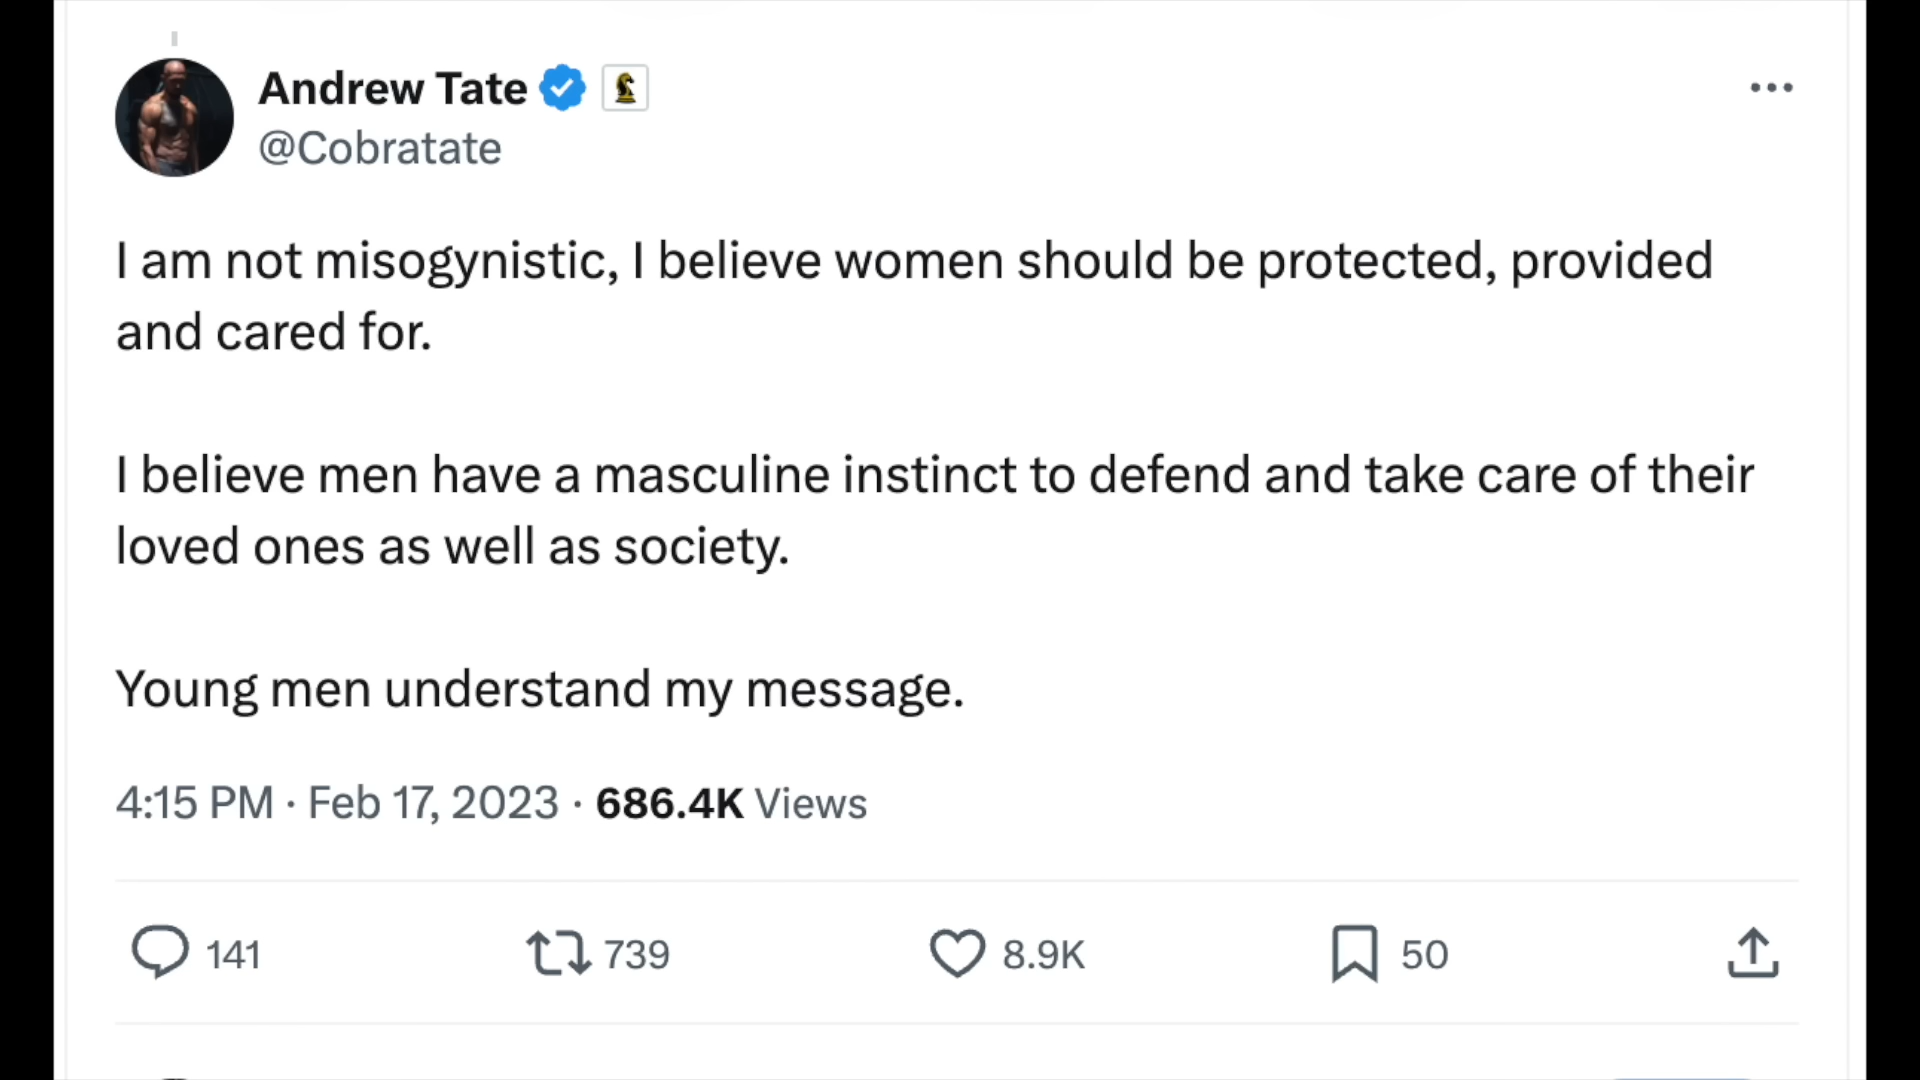 Andrew Tate
@Cobratate
I am not misogynistic, I believe women should be protected, provided
and cared for.
I believe men have a masculine instinct to defend and take care of their
loved ones as well as society.
Young men understand my message.
4:15 PM · Feb 17, 2023 · 686.4K Views
141 739 8.9K 50